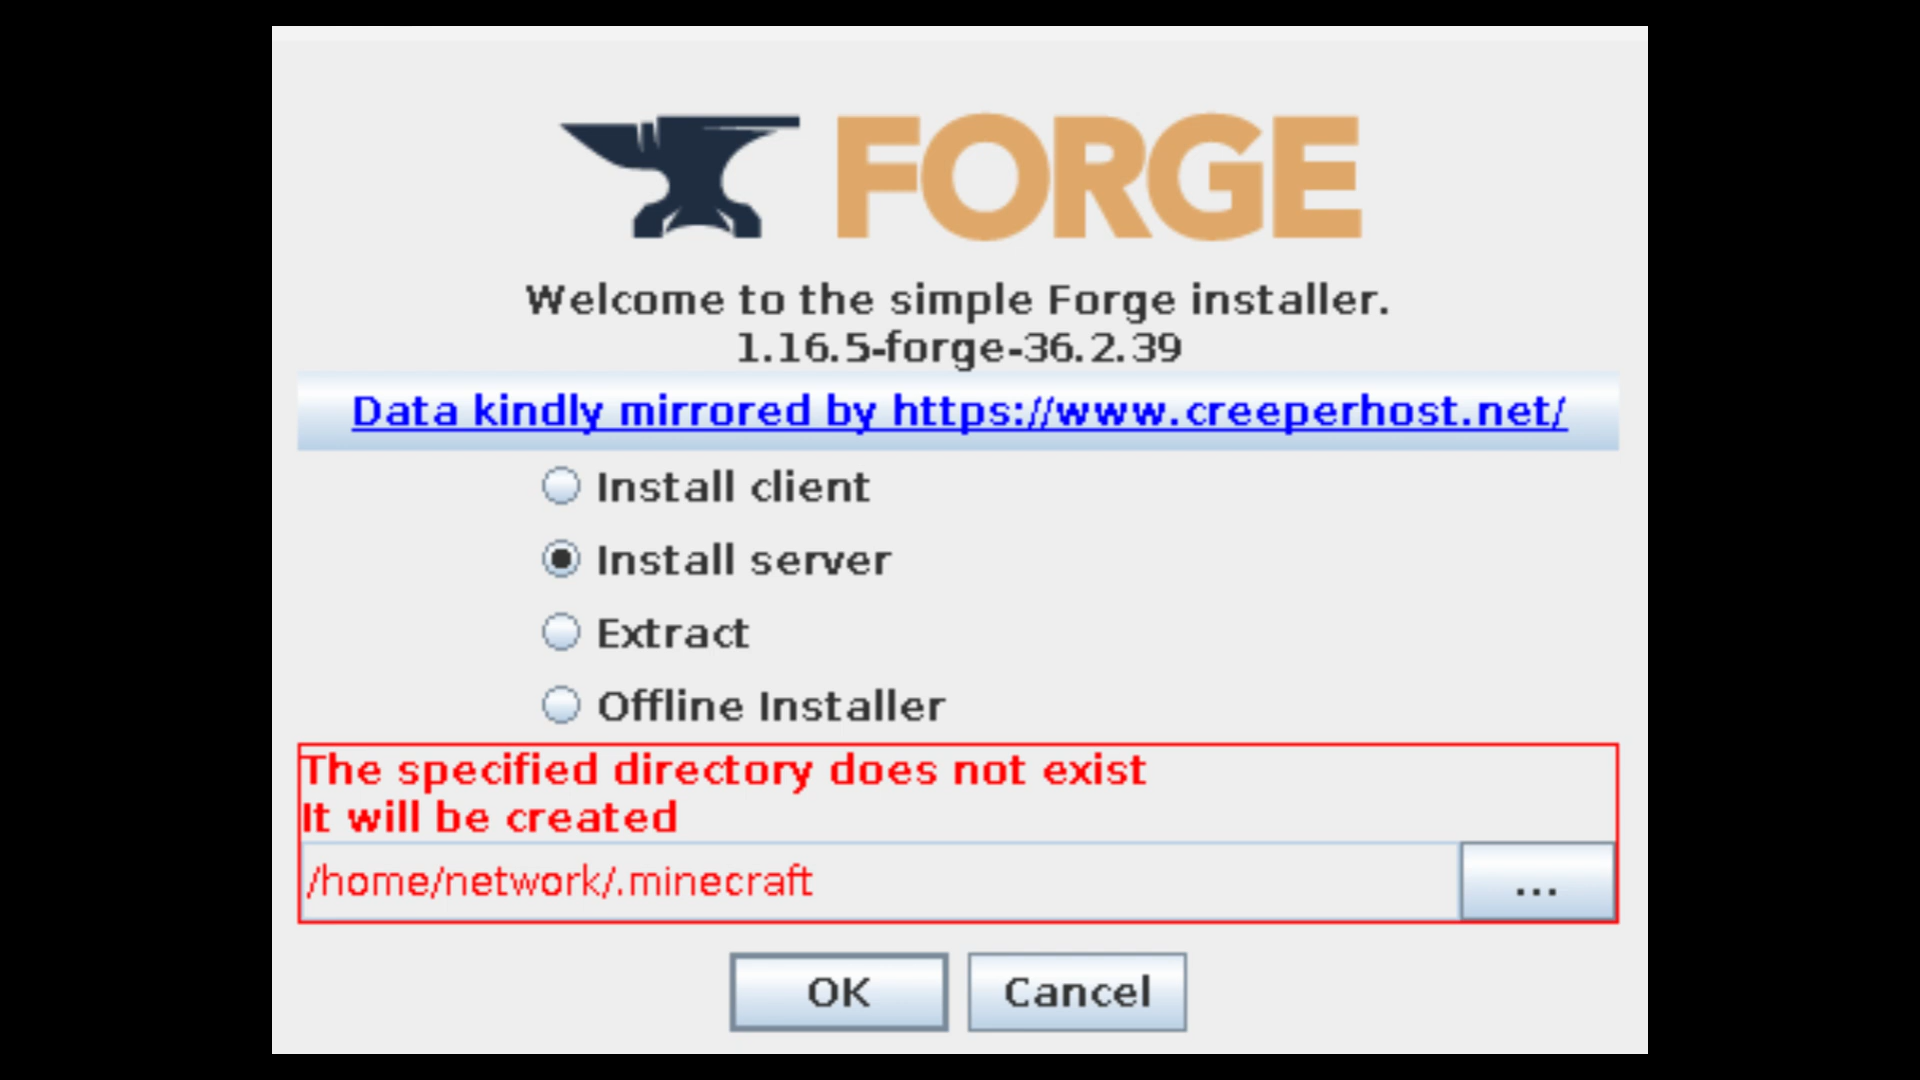 FORGE
Welcome to the simple Forge installer.
1.16.5-forge-36.2.39
Data kindly mirrored by https://www.creeperhost.net/
Install client
Install server
Extract
Offline Installer
The specified directory does not exist
It will be created
/home/network/.minecraft
...
OK Cancel